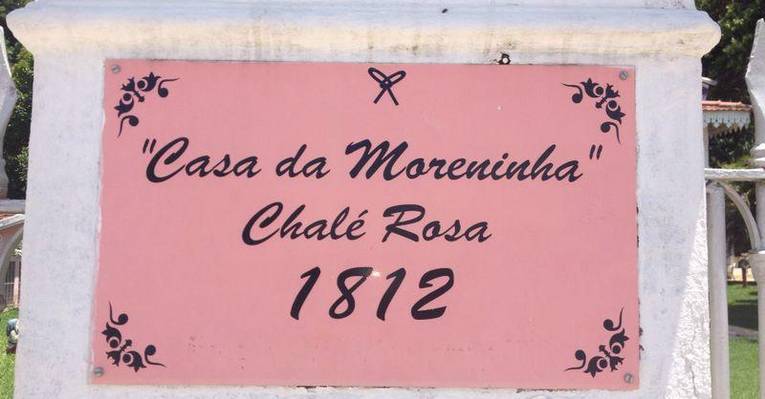 "Casa da Moreninha"
Chalé Rosa
1812